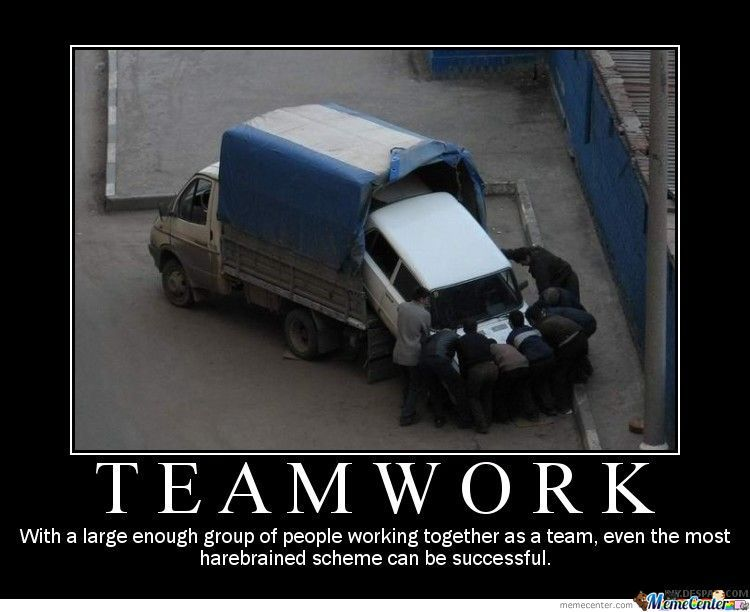 TEAMWORK
With a large enough group of people working together as a team, even the most
harebrained scheme can be successful.
memecenter.com MemeCenter